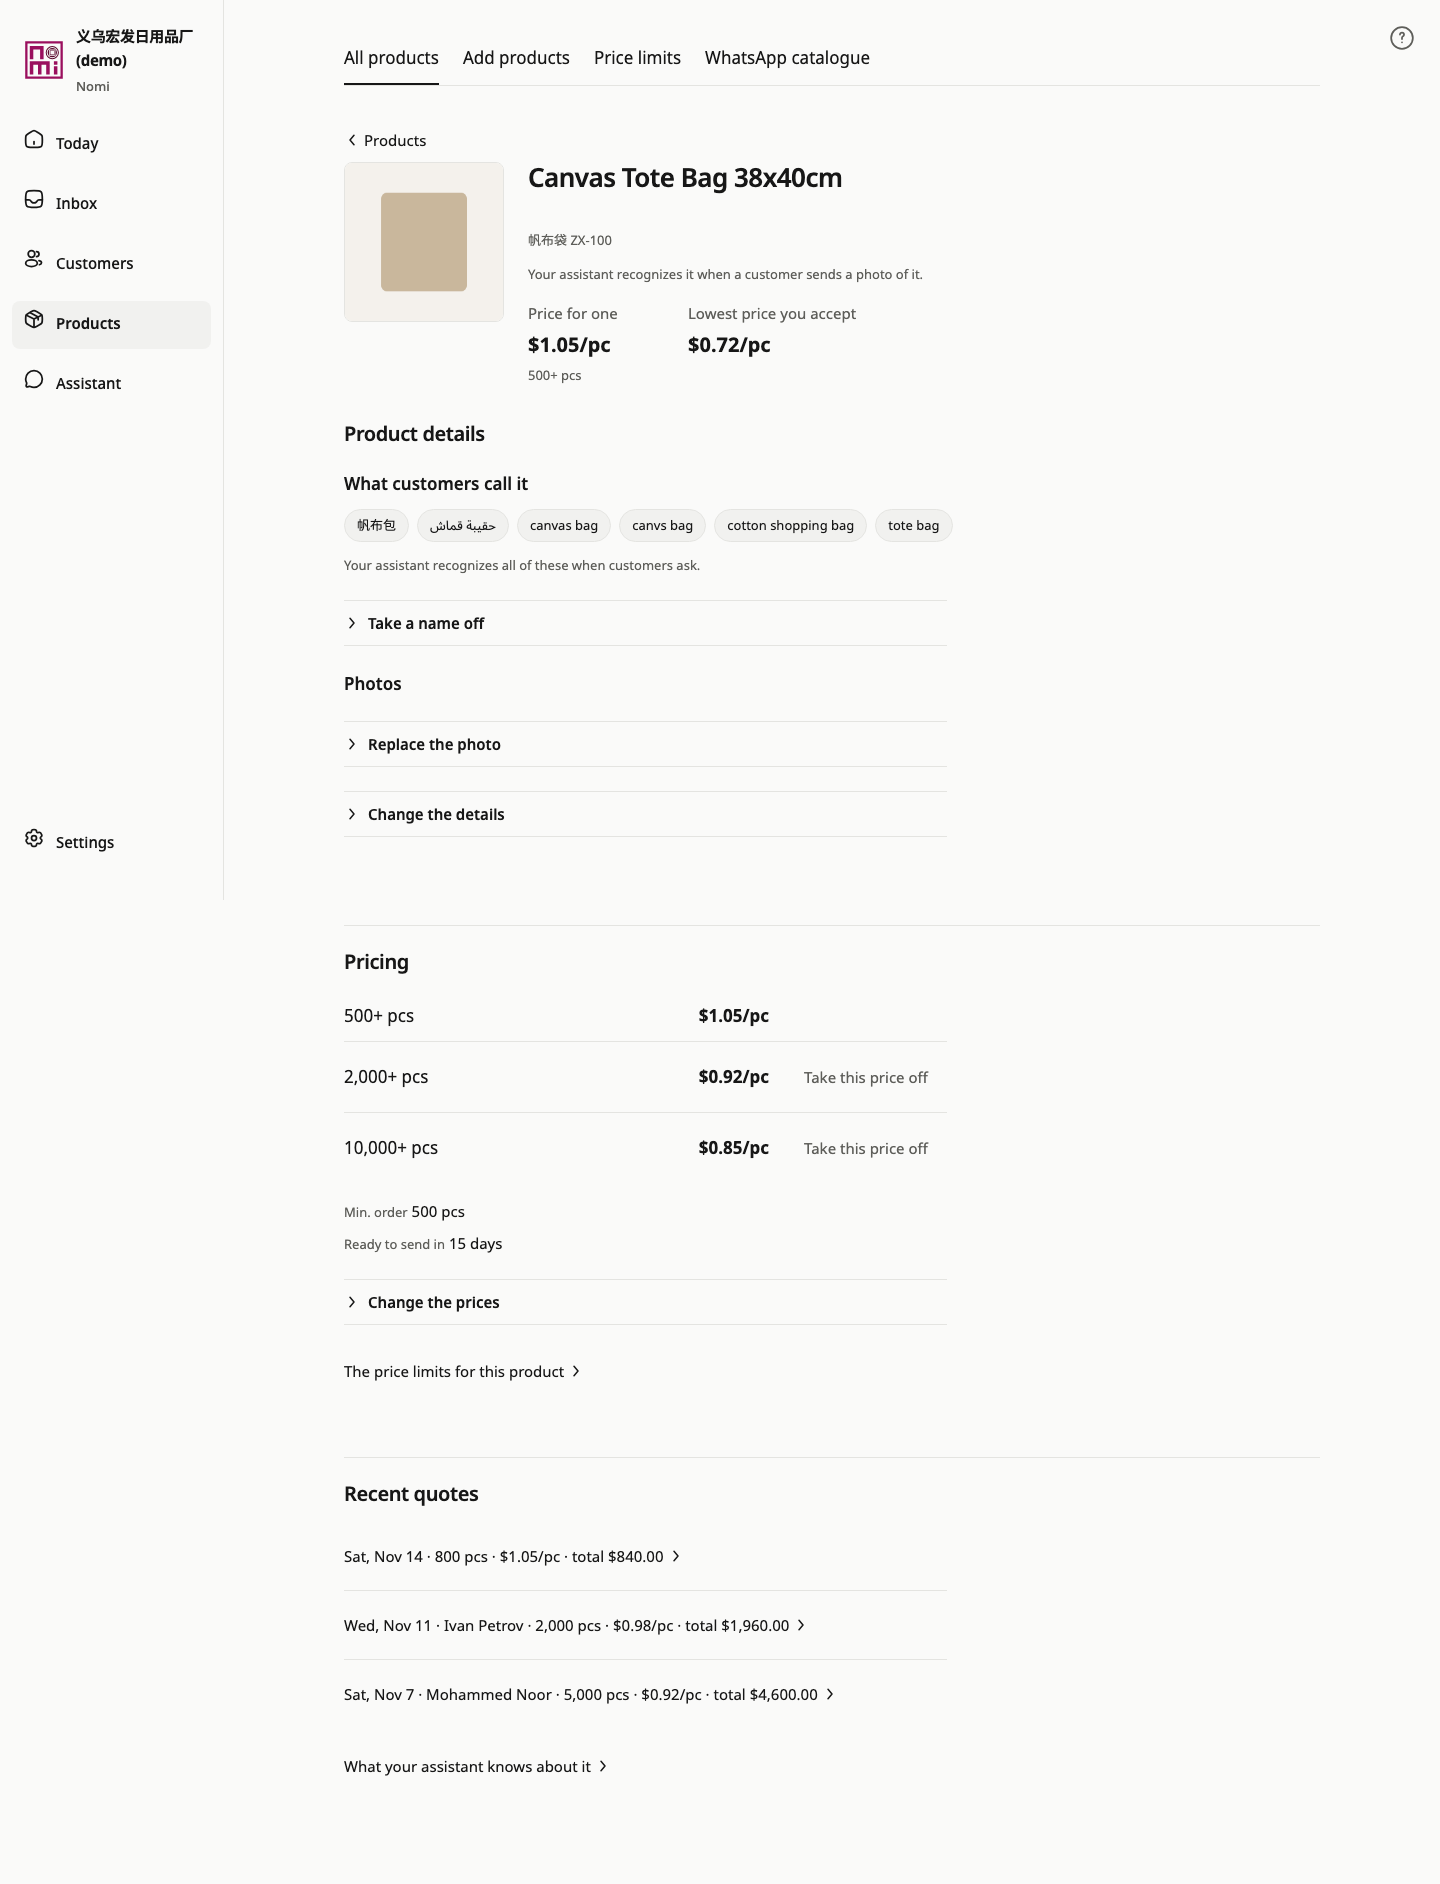 义乌宏发日用品厂
(demo)
Nomi
Today
Inbox
Customers
Products
Assistant
Settings
All products
Add products
Price limits
WhatsApp catalogue
Products
Canvas Tote Bag 38x40cm
帆布袋 ZX-100
Your assistant recognizes it when a customer sends a photo of it.
Price for one
Lowest price you accept
$1.05/pc
$0.72/pc
500+ pcs
Product details
What customers call it
帆布包
حقيبة قماش
canvas bag
canvs bag
cotton shopping bag
tote bag
Your assistant recognizes all of these when customers ask.
Take a name off
Photos
Replace the photo
Change the details
Pricing
500+ pcs $1.05/pc
2,000+ pcs $0.92/pc Take this price off
10,000+ pcs $0.85/pc Take this price off
Min. order 500 pcs
Ready to send in 15 days
Change the prices
The price limits for this product
Recent quotes
Sat, Nov 14 · 800 pcs · $1.05/pc · total $840.00
Wed, Nov 11 · Ivan Petrov · 2,000 pcs · $0.98/pc · total $1,960.00
Sat, Nov 7 · Mohammed Noor · 5,000 pcs · $0.92/pc · total $4,600.00
What your assistant knows about it